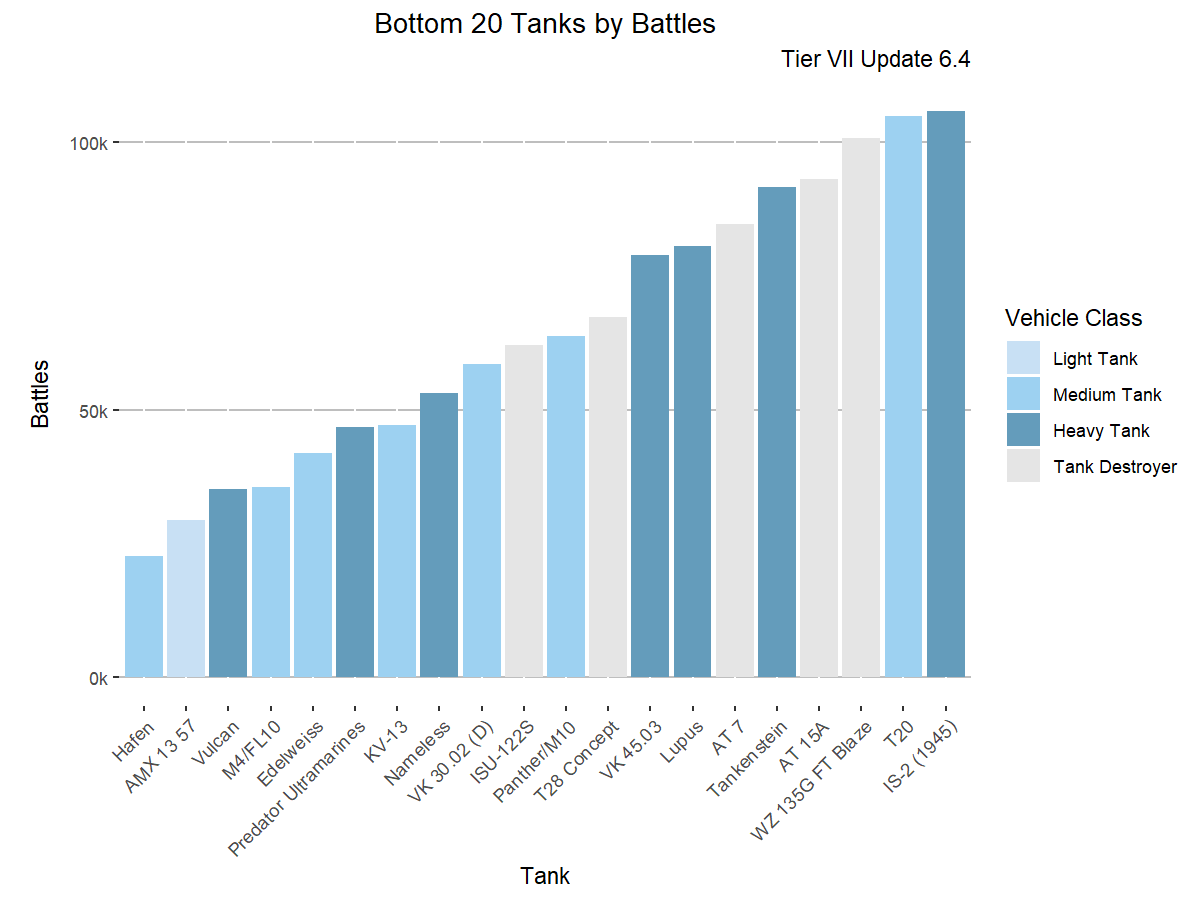 Bottom 20 Tanks by Battles
Tier VII Update 6.4
Battles
100k
50k
0k
Hafen
AMX 13 57
Vulcan
M4/FL10
Edelweiss
Predator Ultramarines
KV-13
Nameless
VK 30.02 (D)
ISU-122S
Panther/M10
T28 Concept
VK 45.03
Lupus
AT 7
Tankenstein
AT 15A
WZ 135G FT Blaze
T20
IS-2 (1945)
Tank
Vehicle Class
Light Tank
Medium Tank
Heavy Tank
Tank Destroyer